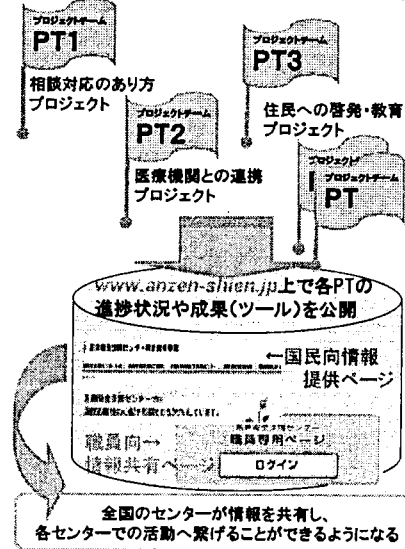 プロジェクトチーム
PT1
相談対応のあり方
プロジェクト
プロジェクトチーム
PT2
医療機関との連携
プロジェクト
プロジェクトチーム
PT3
住民への啓発・教育
プロジェクト
プロジェクトチーム
PT
www.anzen-shien.jp上で各PTの
進捗状況や成果(ツール)を公開
←国民向情報
提供ページ
職員向→
情報共有ページ
職員専用ページ
ログイン
全国のセンターが情報を共有し、
各センターでの活動へ繋げることができるようになる